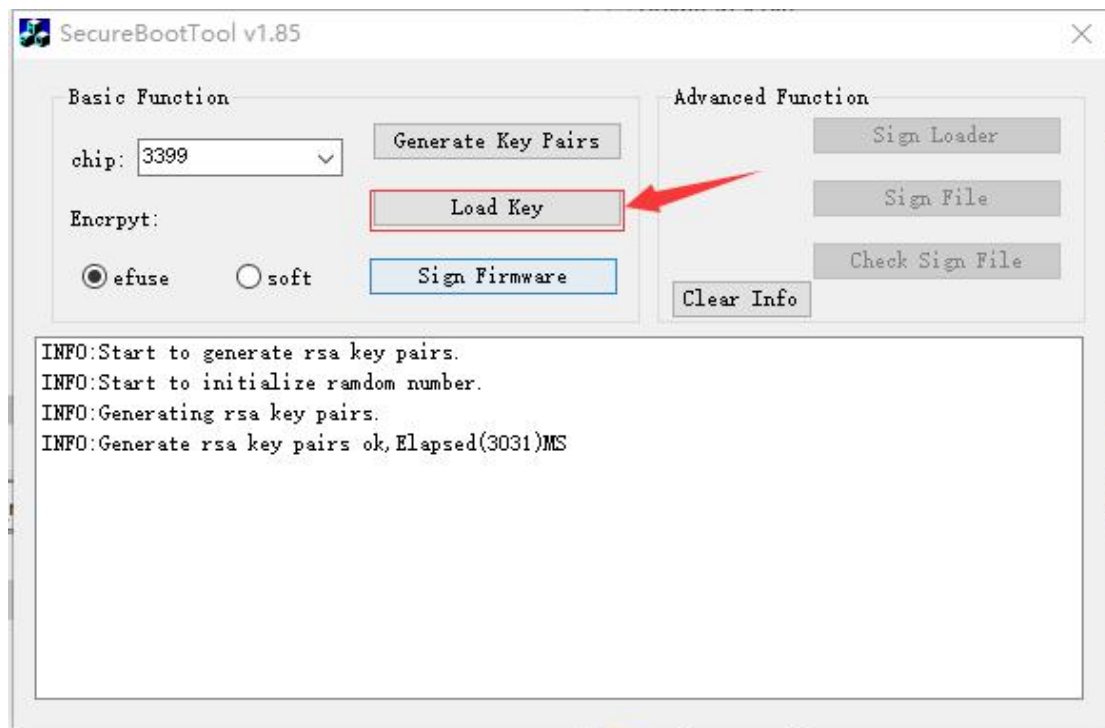 SecureBootTool v1.85
Basic Function
chip: 3399
Generate Key Pairs
Load Key
Encrpyt:
efuse
soft
Sign Firmware
Advanced Function
Sign Loader
Sign File
Check Sign File
Clear Info
INFO:Start to generate rsa key pairs.
INFO:Start to initialize ramdom number.
INFO:Generating rsa key pairs.
INFO:Generate rsa key pairs ok,Elapsed(3031)MS